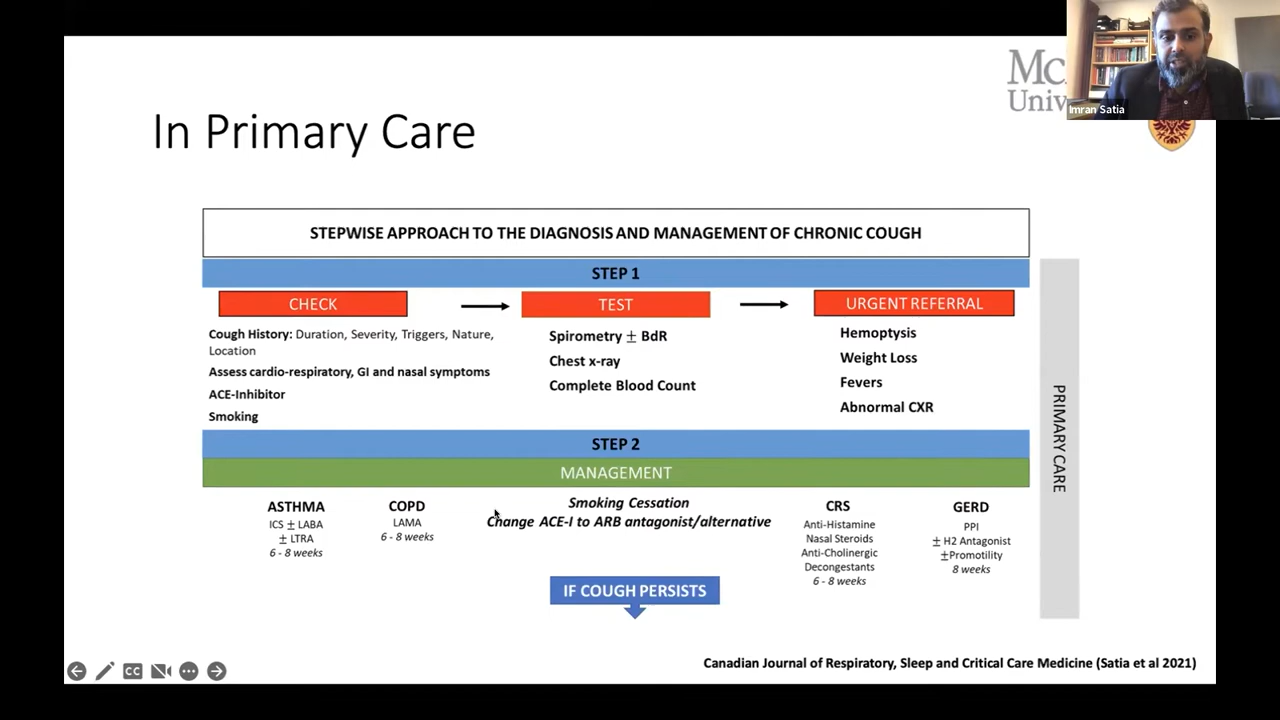 In Primary Care
Imran Satia
STEPWISE APPROACH TO THE DIAGNOSIS AND MANAGEMENT OF CHRONIC COUGH
STEP 1
CHECK
Cough History: Duration, Severity, Triggers, Nature,
Location
Assess cardio-respiratory, GI and nasal symptoms
ACE-Inhibitor
Smoking
TEST
Spirometry ± BdR
Chest x-ray
Complete Blood Count
URGENT REFERRAL
Hemoptysis
Weight Loss
Fevers
Abnormal CXR
STEP 2
MANAGEMENT
ASTHMA
ICS ± LABA
± LTRA
6 - 8 weeks
COPD
LAMA
6 - 8 weeks
Smoking Cessation
Change ACE-I to ARB antagonist/alternative
CRS
Anti-Histamine
Nasal Steroids
Anti-Cholinergic
Decongestants
6 - 8 weeks
GERD
PPI
± H2 Antagonist
±Promotility
8 weeks
IF COUGH PERSISTS
PRIMARY CARE
Canadian Journal of Respiratory, Sleep and Critical Care Medicine (Satia et al 2021)
CC